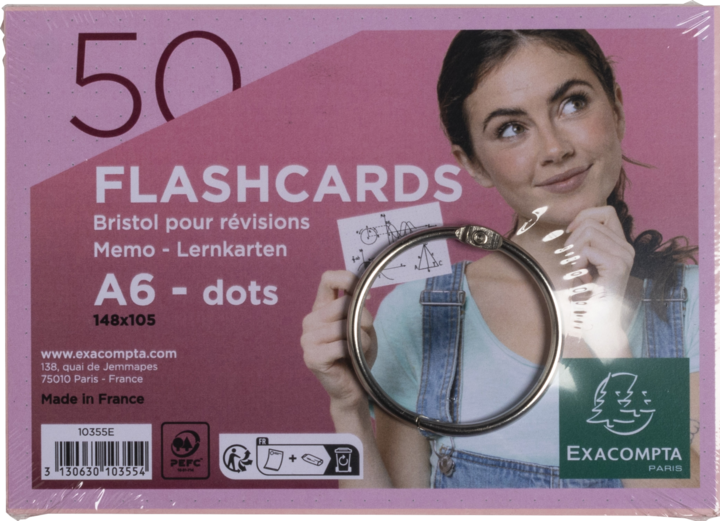 50
FLASHCARDS
Bristol pour révisions
Memo - Lernkarten
A6 - dots
148x105
www.exacompta.com
138, quai de Jemmapes
75010 Paris - France
Made in France
10355E
3 130630 103554
PEFC
FR
+
EXACOMPTA
PARIS